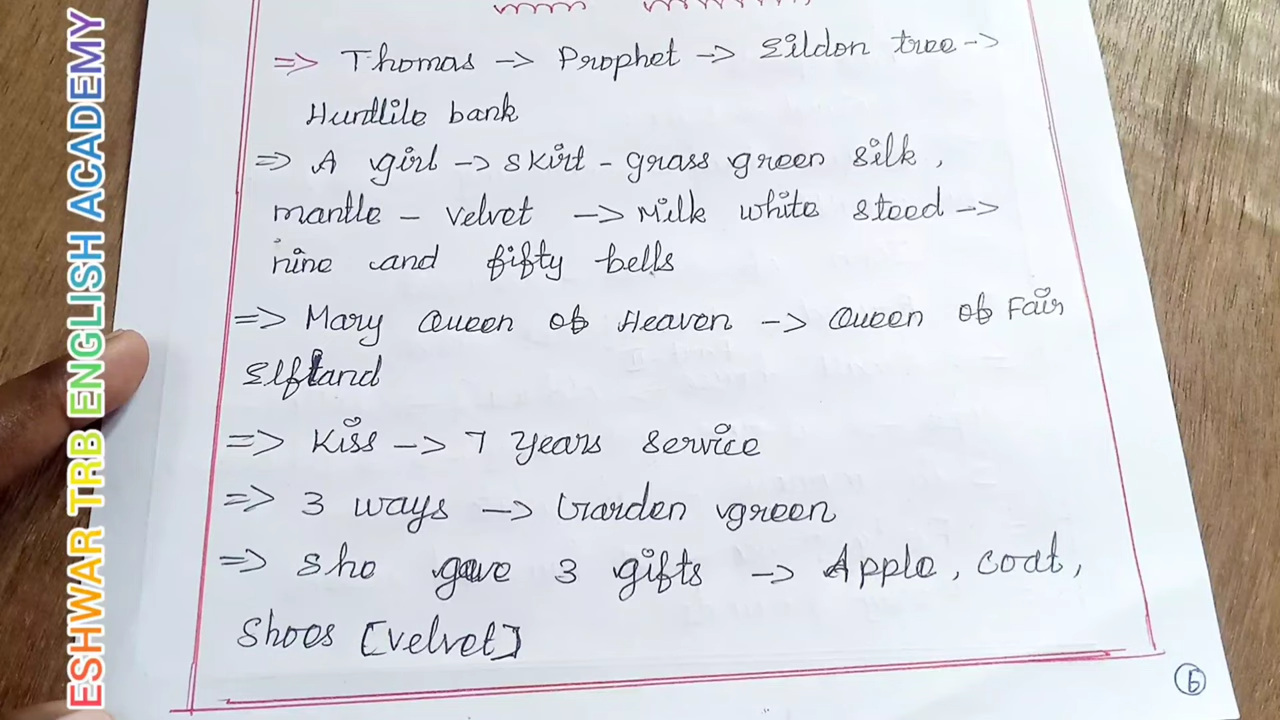 => Thomas -> Prophet -> Eildon tree ->
Hurdlile bank
=> A girl -> skirt - grass green silk,
mantle - velvet -> Milk white steed ->
nine and fifty bells
=> Mary Queen of Heaven -> Queen of Fair
Elfland
=> Kiss -> 7 years service
=> 3 ways -> Garden green
=> She gave 3 gifts -> Apple, coat,
Shoes [velvet]
6
ESHWAR TRB ENGLISH ACADEMY